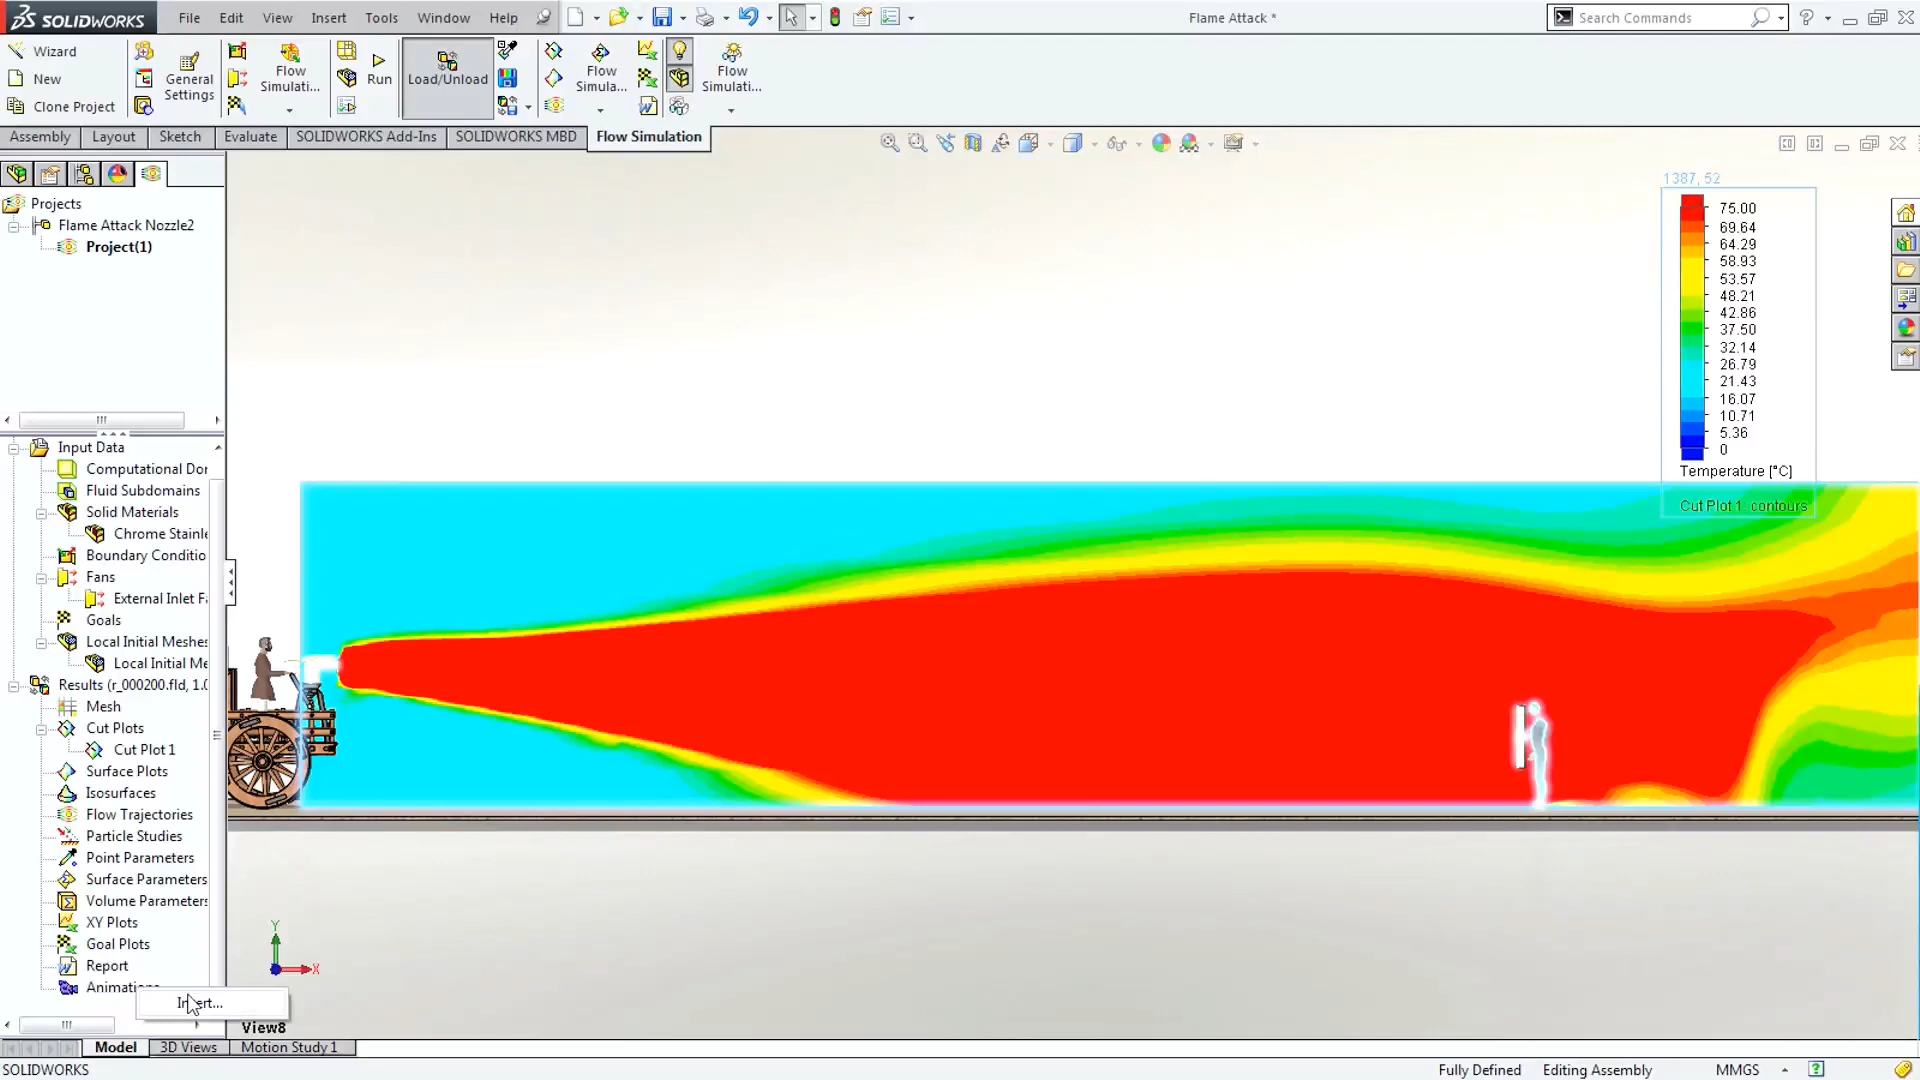 SOLIDWORKS File Edit View Insert Tools Window Help Flame Attack * Search Commands
Wizard
New
Clone Project
General Settings
Flow Simulati...
Run
Load/Unload
Flow Simula...
Flow Simulati...
Assembly Layout Sketch Evaluate SOLIDWORKS Add-Ins SOLIDWORKS MBD Flow Simulation
Projects
Flame Attack Nozzle2
Project(1)
Input Data
Computational Dor
Fluid Subdomains
Solid Materials
Chrome Stainle
Boundary Conditio
Fans
External Inlet Fa
Goals
Local Initial Meshes
Local Initial Me
Results (r_000200.fld, 1.0
Mesh
Cut Plots
Cut Plot 1
Surface Plots
Isosurfaces
Flow Trajectories
Particle Studies
Point Parameters
Surface Parameters
Volume Parameters
XY Plots
Goal Plots
Report
Animations
Insert...
1387, 52
75.00
69.64
64.29
58.93
53.57
48.21
42.86
37.50
32.14
26.79
21.43
16.07
10.71
5.36
0
Temperature [°C]
Cut Plot 1: contours
Y
X
View8
Model 3D Views Motion Study 1
SOLIDWORKS Fully Defined Editing Assembly MMGS